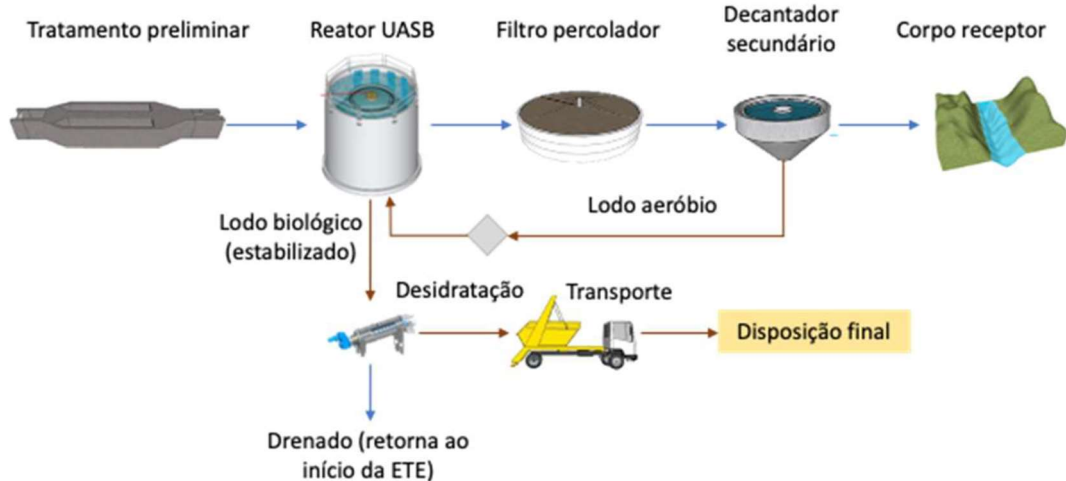 Tratamento preliminar
Reator UASB
Filtro percolador
Decantador
secundário
Corpo receptor
Lodo aeróbio
Lodo biológico
(estabilizado)
Desidratação
Transporte
Disposição final
Drenado (retorna ao
início da ETE)